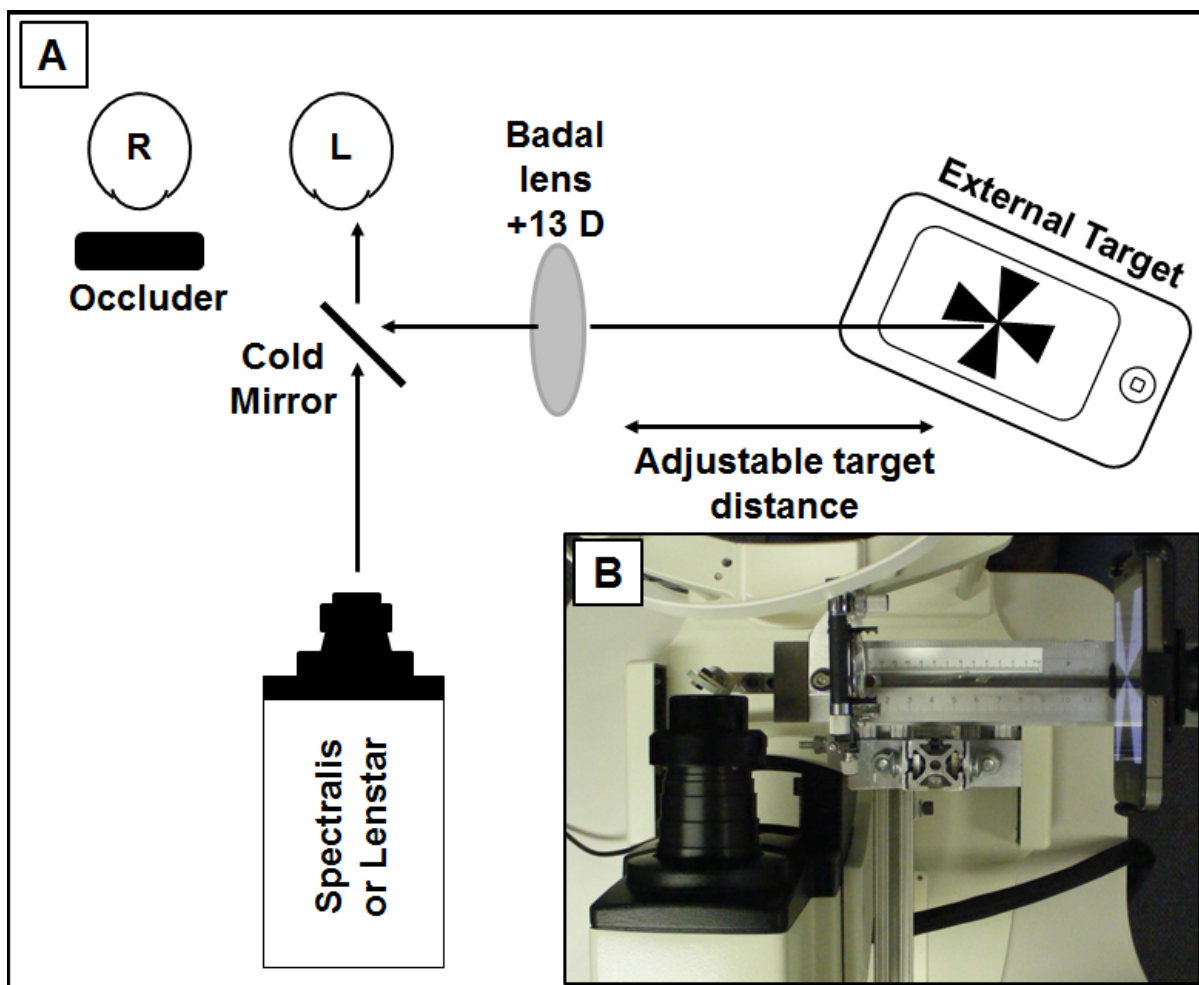 A
R
L
Occluder
Cold
Mirror
Badal
lens
+13 D
External Target
Adjustable target
distance
Spectralis
or Lenstar
B